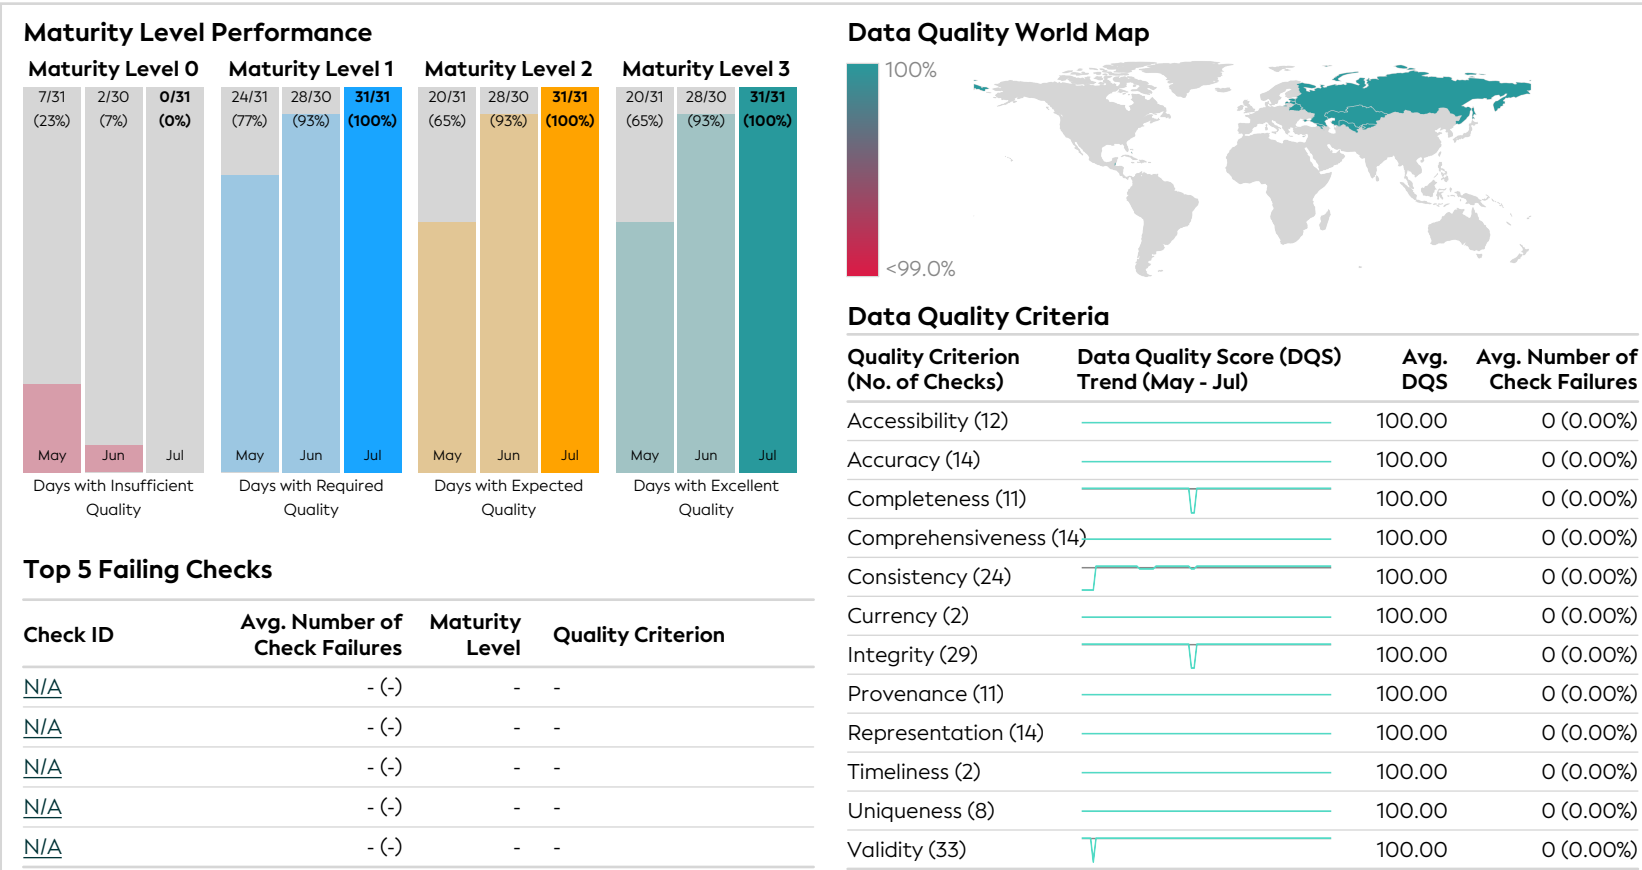 Maturity Level Performance
Maturity Level 0
Maturity Level 1
Maturity Level 2
Maturity Level 3
7/31 2/30 0/31
(23%) (7%) (0%)
May Jun Jul
Days with Insufficient
Quality
24/31 28/30 31/31
(77%) (93%) (100%)
May Jun Jul
Days with Required
Quality
20/31 28/30 31/31
(65%) (93%) (100%)
May Jun Jul
Days with Expected
Quality
20/31 28/30 31/31
(65%) (93%) (100%)
May Jun Jul
Days with Excellent
Quality
Top 5 Failing Checks
Check ID Avg. Number of Check Failures Maturity Level Quality Criterion
N/A - (-) - -
N/A - (-) - -
N/A - (-) - -
N/A - (-) - -
N/A - (-) - -
Data Quality World Map
100%
<99.0%
Data Quality Criteria
Quality Criterion (No. of Checks) Data Quality Score (DQS) Trend (May - Jul) Avg. DQS Avg. Number of Check Failures
Accessibility (12) 100.00 0 (0.00%)
Accuracy (14) 100.00 0 (0.00%)
Completeness (11) 100.00 0 (0.00%)
Comprehensiveness (14) 100.00 0 (0.00%)
Consistency (24) 100.00 0 (0.00%)
Currency (2) 100.00 0 (0.00%)
Integrity (29) 100.00 0 (0.00%)
Provenance (11) 100.00 0 (0.00%)
Representation (14) 100.00 0 (0.00%)
Timeliness (2) 100.00 0 (0.00%)
Uniqueness (8) 100.00 0 (0.00%)
Validity (33) 100.00 0 (0.00%)